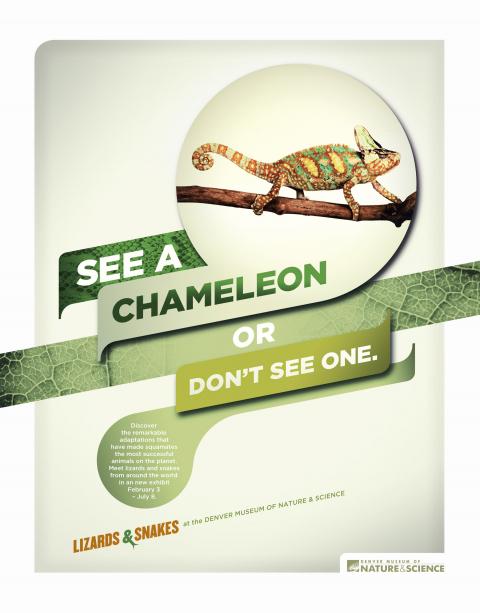 SEE A
CHAMELEON
OR
DON'T SEE ONE.
Discover
the remarkable
adaptations that
have made squamates
the most successful
animals on the planet.
Meet lizards and snakes
from around the world
in an new exhibit
February 3
– July 8.
LIZARDS & SNAKES at the DENVER MUSEUM OF NATURE & SCIENCE
DENVER MUSEUM OF
NATURE & SCIENCE